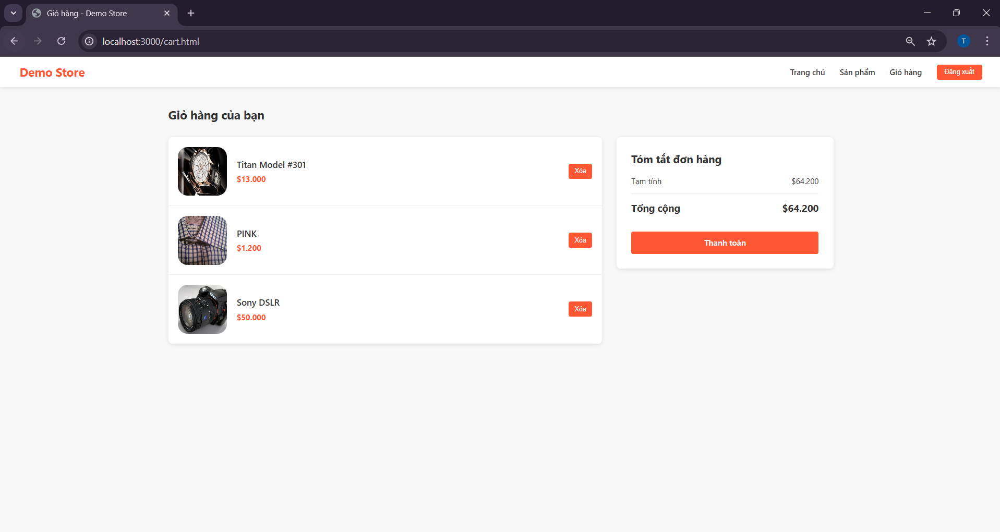 Giỏ hàng - Demo Store
localhost:3000/cart.html
T
Demo Store
Trang chủ
Sản phẩm
Giỏ hàng
Đăng xuất
Giỏ hàng của bạn
Titan Model #301
$13.000
Xóa
PINK
$1.200
Xóa
Sony DSLR
$50.000
Xóa
Tóm tắt đơn hàng
Tạm tính $64.200
Tổng cộng $64.200
Thanh toán